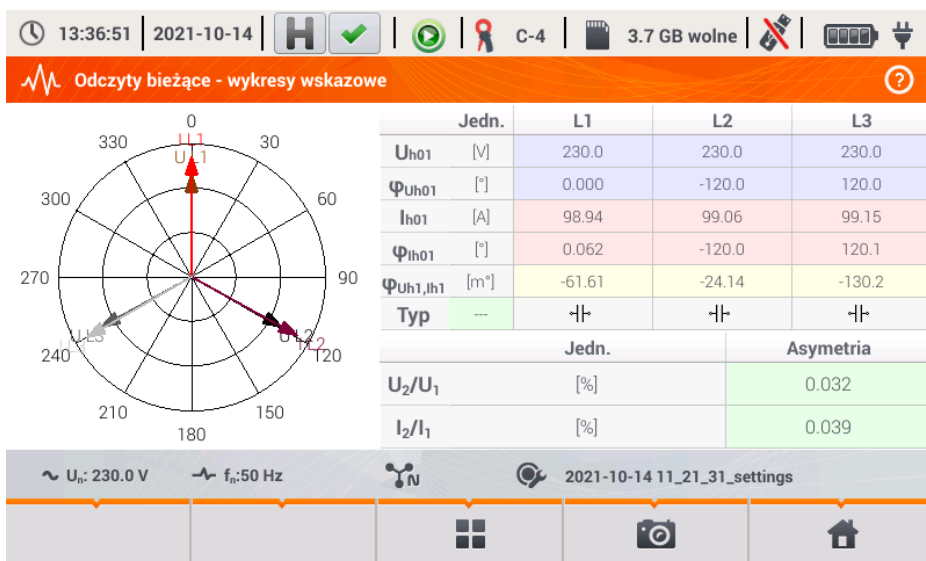 13:36:51 2021-10-14 H C-4 3.7 GB wolne
Odczyty bieżące - wykresy wskazowe ?
0
330 30
300 60
270 90
240 120
210 150
180
U L1
L2
Jedn. L1 L2 L3
Uh01 [V] 230.0 230.0 230.0
φUh01 [°] 0.000 -120.0 120.0
Ih01 [A] 98.94 99.06 99.15
φIh01 [°] 0.062 -120.0 120.1
φUh1,Ih1 [m°] -61.61 -24.14 -130.2
Typ ---
Jedn. Asymetria
U₂/U₁ [%] 0.032
I₂/I₁ [%] 0.039
Uₙ: 230.0 V fₙ:50 Hz N 2021-10-14 11_21_31_settings